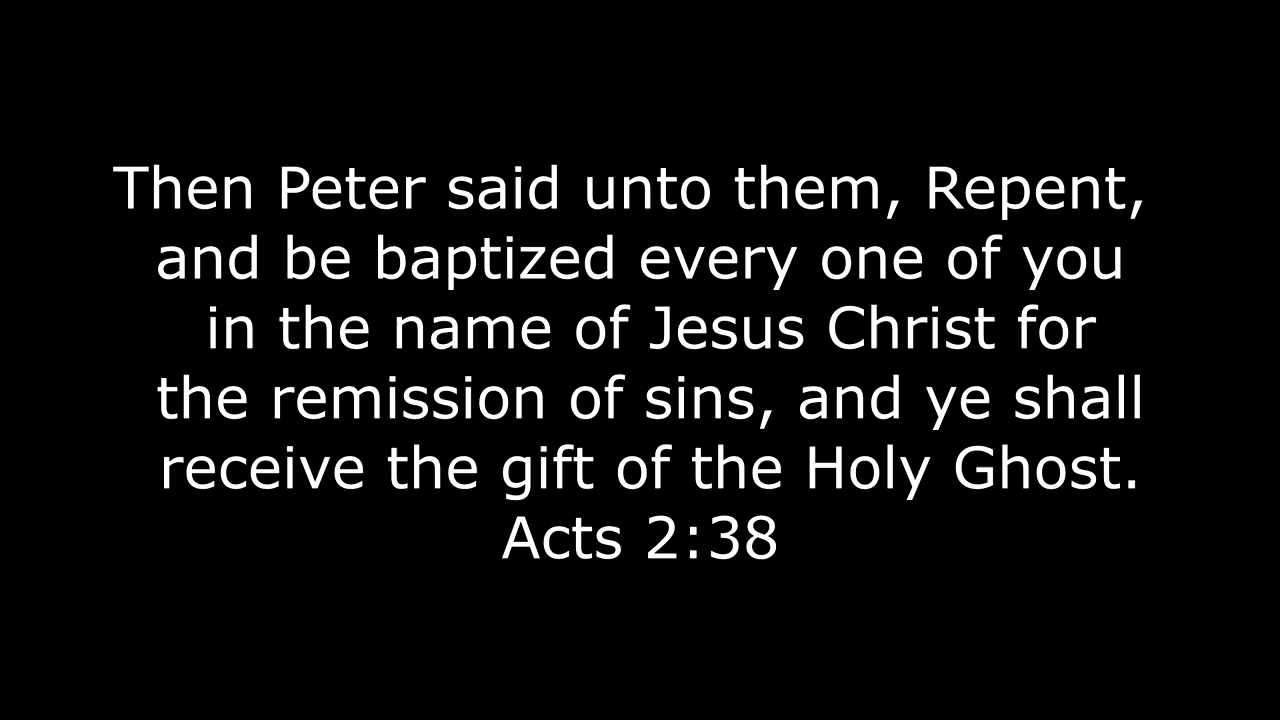 Then Peter said unto them, Repent,
and be baptized every one of you
in the name of Jesus Christ for
the remission of sins, and ye shall
receive the gift of the Holy Ghost.
Acts 2:38